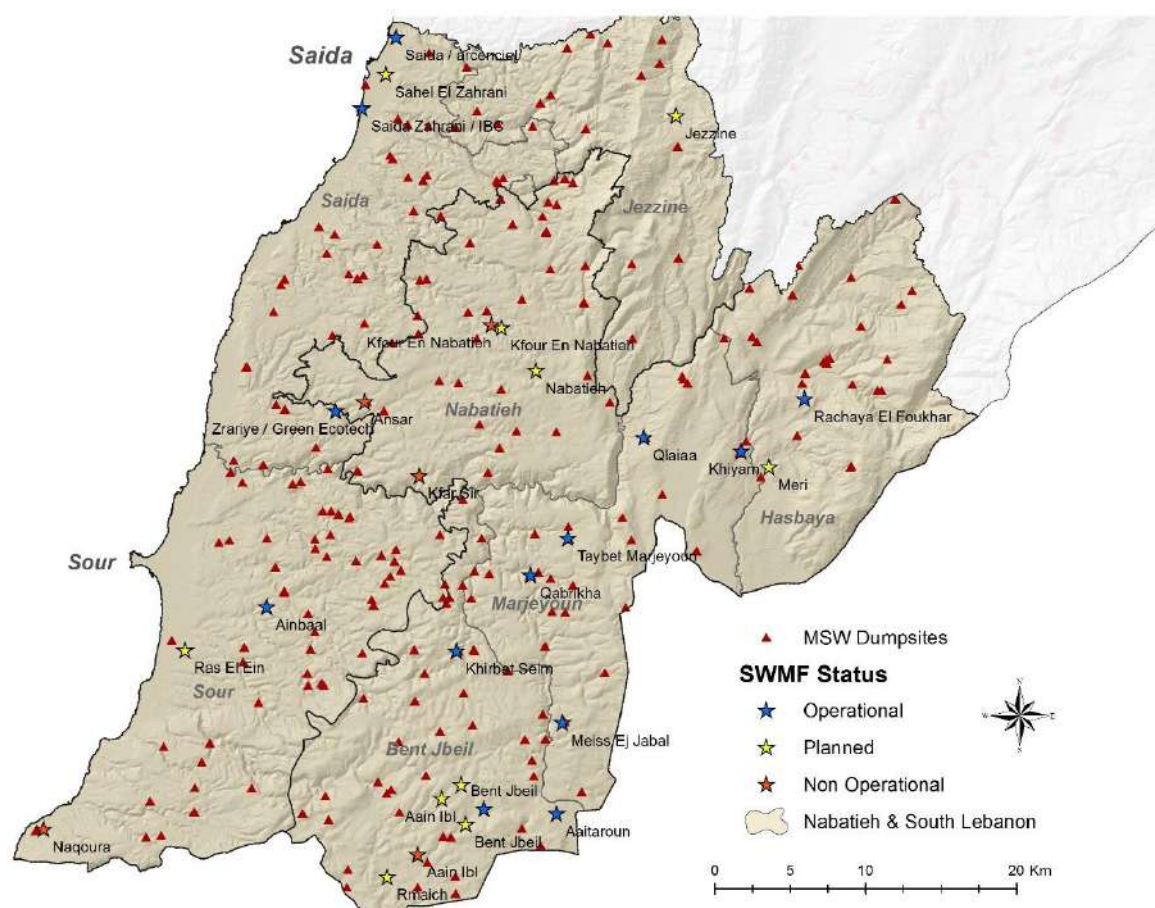 Saida
Saida / arcenciel
Sahel El Zahrani
Saida Zahrani / IBC
Jezzine
Saida
Jezzine
Kfour En Nabatieh
Kfour En Nabatieh
Nabatieh
Nabatieh
Ansar
Zrariye / Green Ecotech
Rachaya El Foukhar
Qlaiaa
Khiyam
Meri
Kfar Sir
Hasbaya
Sour
Taybet Marjeyoun
Qabrikha
Marjeyoun
Ainbaal
Ras El Ein
Khirbat Selm
Sour
Meiss Ej Jabal
Bent Jbeil
Bent Jbeil
Aain Ibl
Bent Jbeil
Aaitaroun
Naqoura
Aain Ibl
Rmaich
MSW Dumpsites
SWMF Status
Operational
Planned
Non Operational
Nabatieh & South Lebanon
N
W
E
S
0 5 10 20 Km